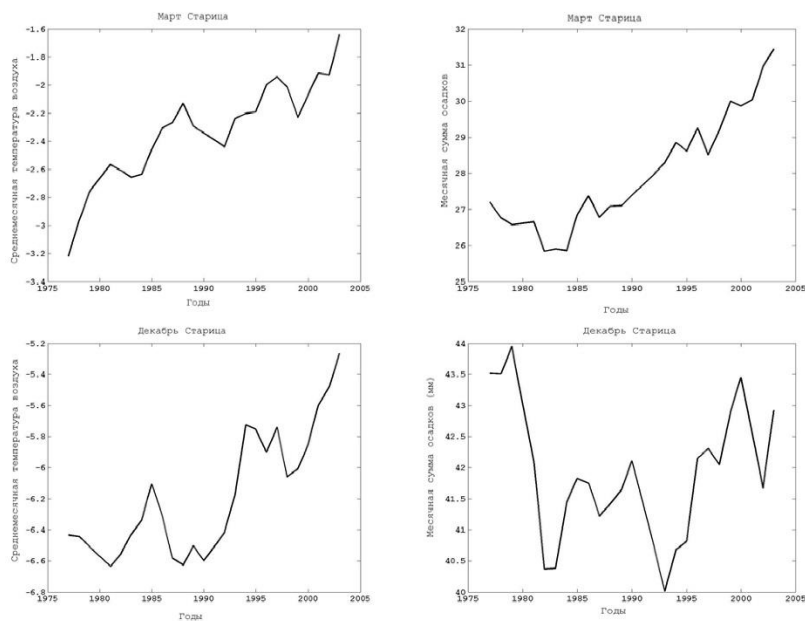 Март Старица
Среднемесячная температура воздуха
-1.6
-1.8
-2
-2.2
-2.4
-2.6
-2.8
-3
-3.2
-3.4
1975 1980 1985 1990 1995 2000 2005
Годы
Март Старица
Месячная сумма осадков
32
31
30
29
28
27
26
25
1975 1980 1985 1990 1995 2000 2005
Годы
Декабрь Старица
Среднемесячная температура воздуха
-5.2
-5.4
-5.6
-5.8
-6
-6.2
-6.4
-6.6
-6.8
1975 1980 1985 1990 1995 2000 2005
Годы
Декабрь Старица
Месячная сумма осадков (мм)
44
43.5
43
42.5
42
41.5
41
40.5
40
1975 1980 1985 1990 1995 2000 2005
Годы